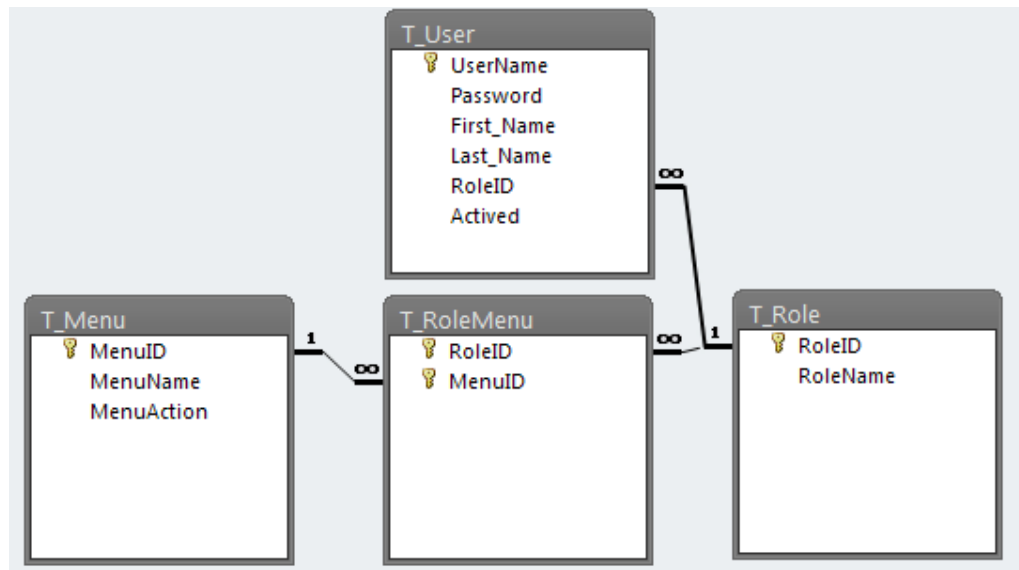 T_User
UserName
Password
First_Name
Last_Name
RoleID
Actived
∞
T_Menu
MenuID
MenuName
MenuAction
1
∞
T_RoleMenu
RoleID
MenuID
∞
1
T_Role
RoleID
RoleName